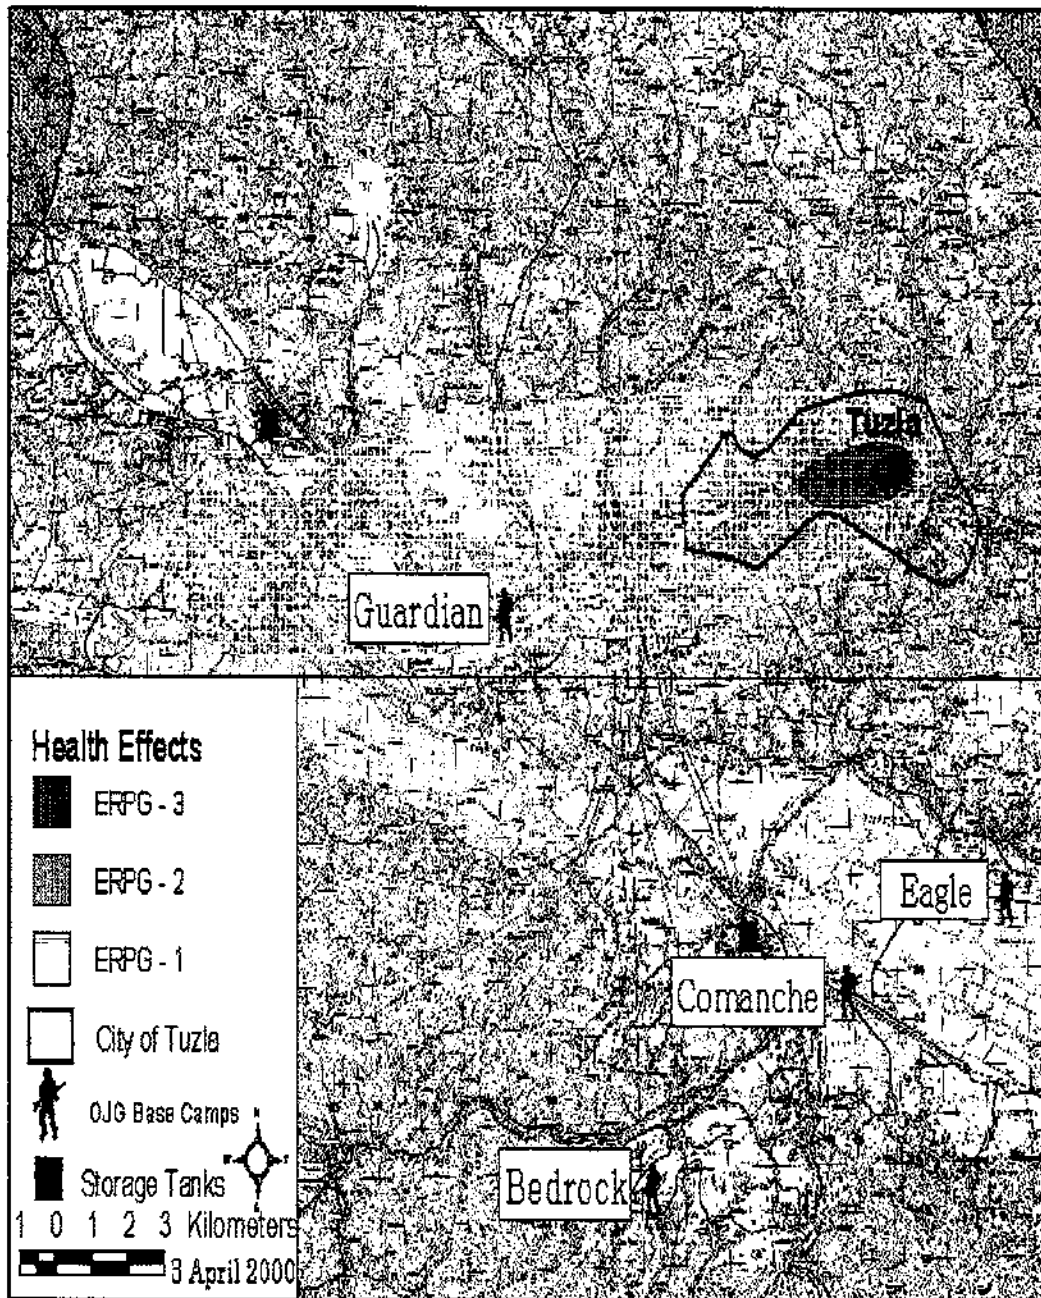 Tuzla
Guardian
Health Effects
ERPG - 3
ERPG - 2
ERPG - 1
City of Tuzla
OJG Base Camps
Storage Tanks
1 0 1 2 3 Kilometers
3 April 2000
Eagle
Comanche
Bedrock